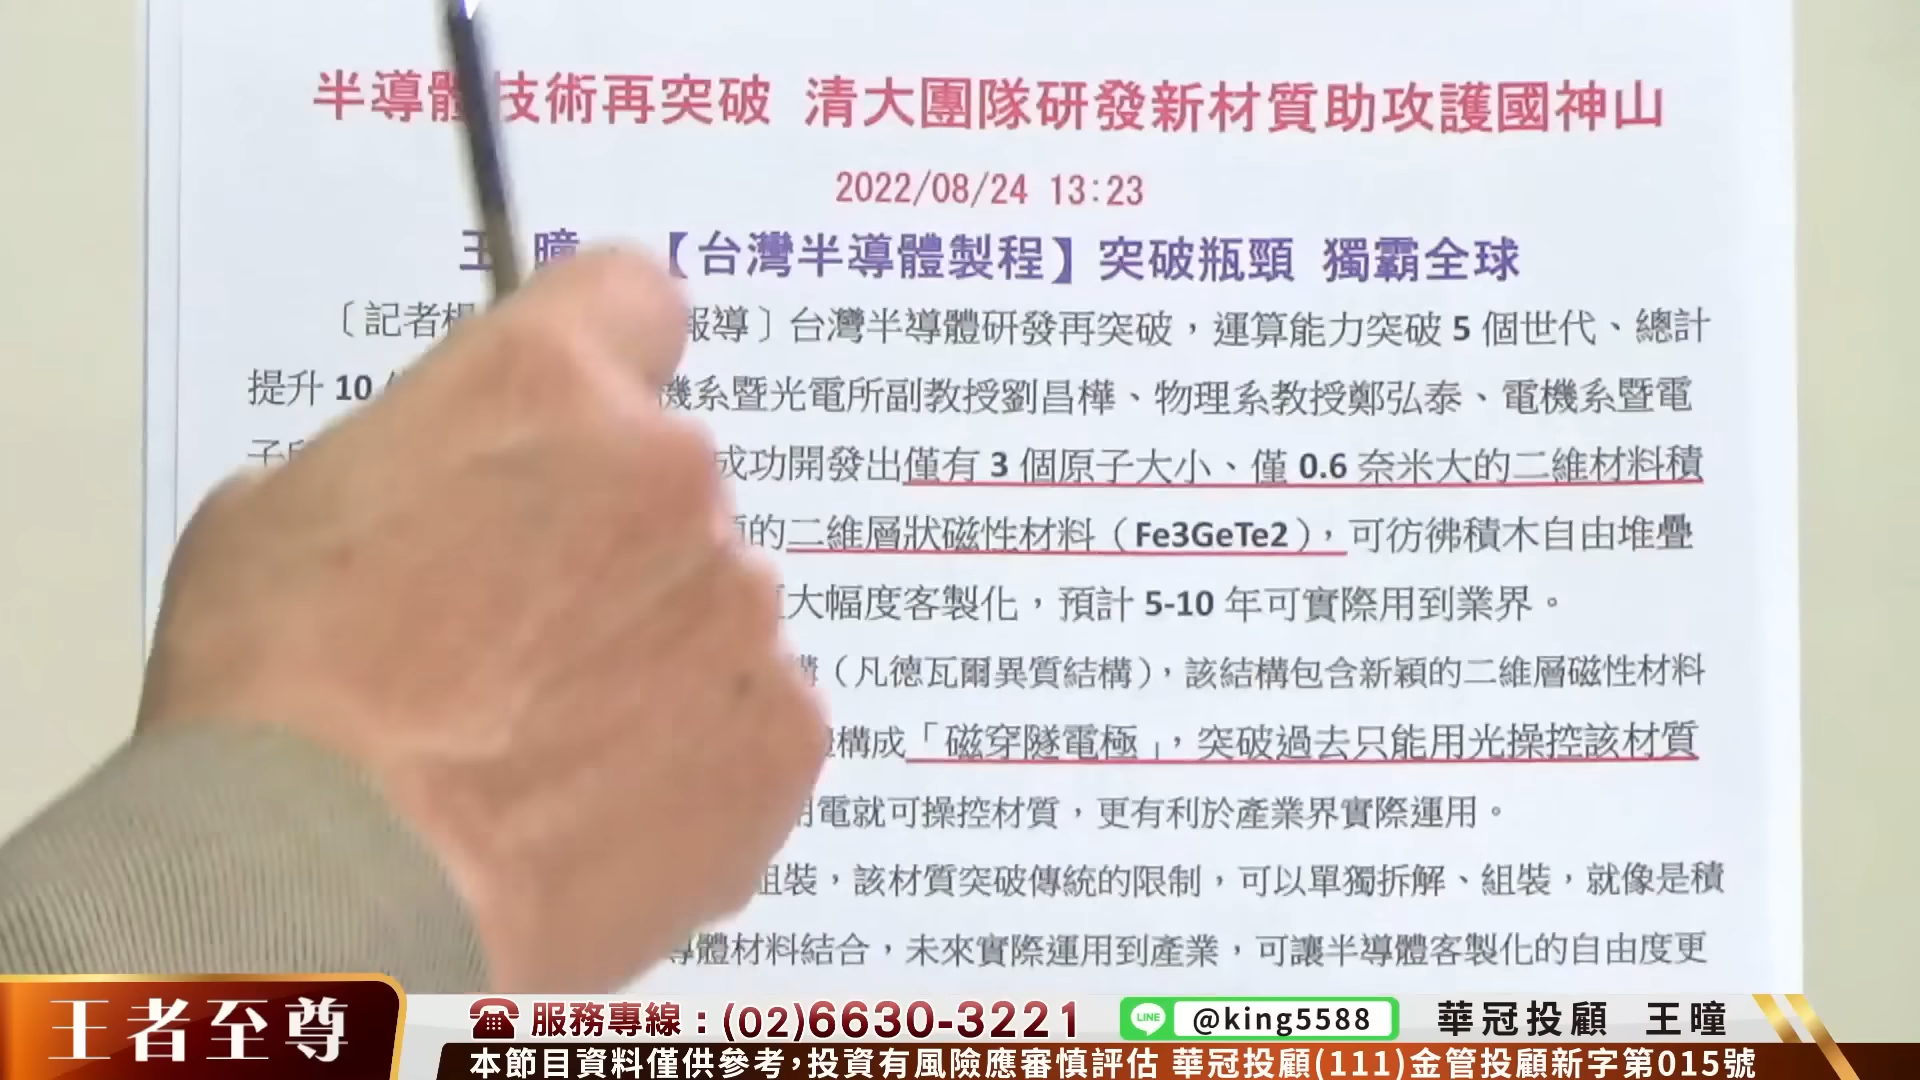 半導體技術再突破 清大團隊研發新材質助攻護國神山
2022/08/24 13:23
王 曈 【台灣半導體製程】突破瓶頸 獨霸全球
〔記者 報導〕台灣半導體研發再突破，運算能力突破 5 個世代、總計
提升 10 機系暨光電所副教授劉昌樺、物理系教授鄭弘泰、電機系暨電
成功開發出僅有 3 個原子大小、僅 0.6 奈米大的二維材料積
的二維層狀磁性材料（Fe3GeTe2），可彷彿積木自由堆疊
大幅度客製化，預計 5-10 年可實際用到業界。
構（凡德瓦爾異質結構），該結構包含新穎的二維層磁性材料
構成「磁穿隧電極」，突破過去只能用光操控該材質
用電就可操控材質，更有利於產業界實際運用。
組裝，該材質突破傳統的限制，可以單獨拆解、組裝，就像是積
導體材料結合，未來實際運用到產業，可讓半導體客製化的自由度更
王者至尊
服務專線：(02)6630-3221
LINE
@king5588
華冠投顧 王曈
本節目資料僅供參考，投資有風險應審慎評估 華冠投顧(111)金管投顧新字第015號